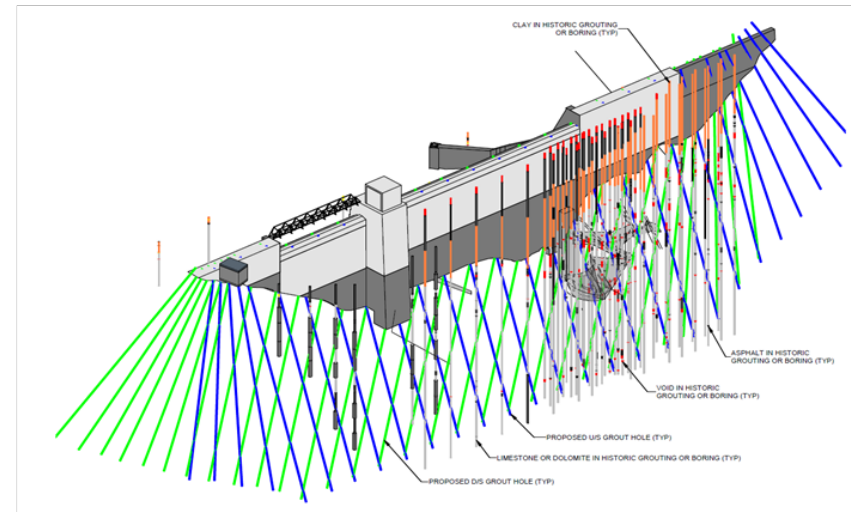 CLAY IN HISTORIC GROUTING
OR BORING (TYP)
ASPHALT IN HISTORIC
GROUTING OR BORING (TYP)
VOID IN HISTORIC
GROUTING OR BORING (TYP)
PROPOSED U/S GROUT HOLE (TYP)
LIMESTONE OR DOLOMITE IN HISTORIC GROUTING OR BORING (TYP)
PROPOSED D/S GROUT HOLE (TYP)